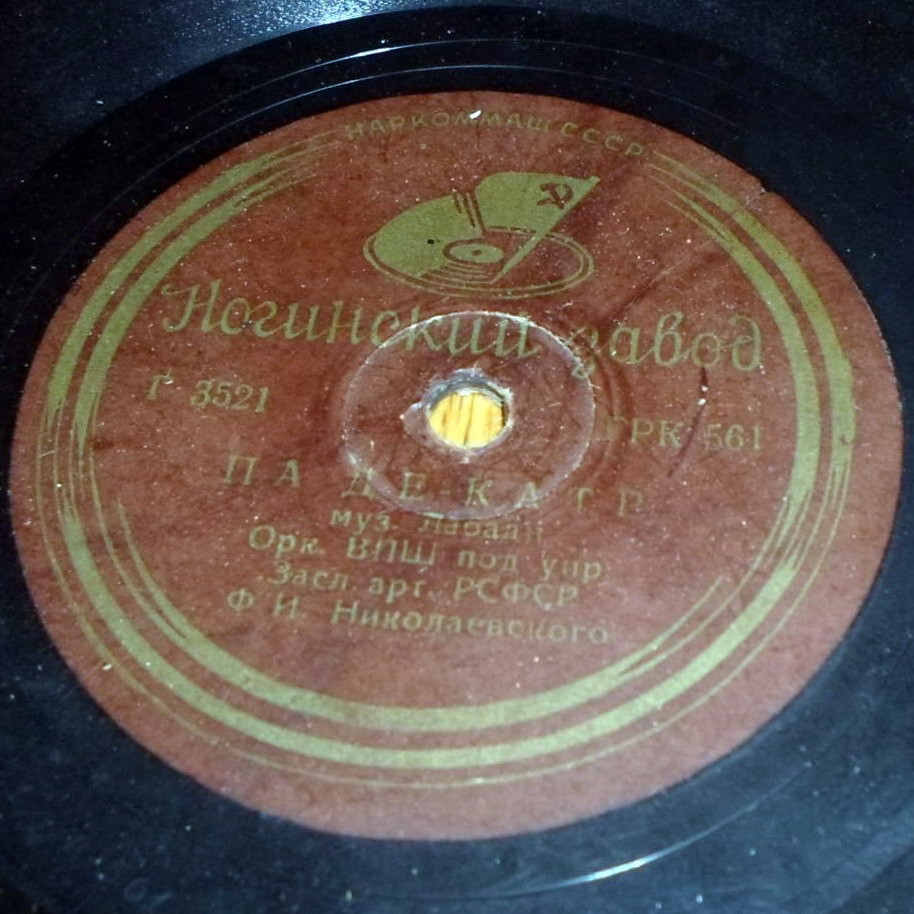 НАРКОММАШ СССР
Ногинский завод
Г 3521
ГРК 561
ПА ДЕ КАТР
муз. Лабади
Орк. ВПШ под упр.
Засл. арт. РСФСР
Ф. И. Николаевского